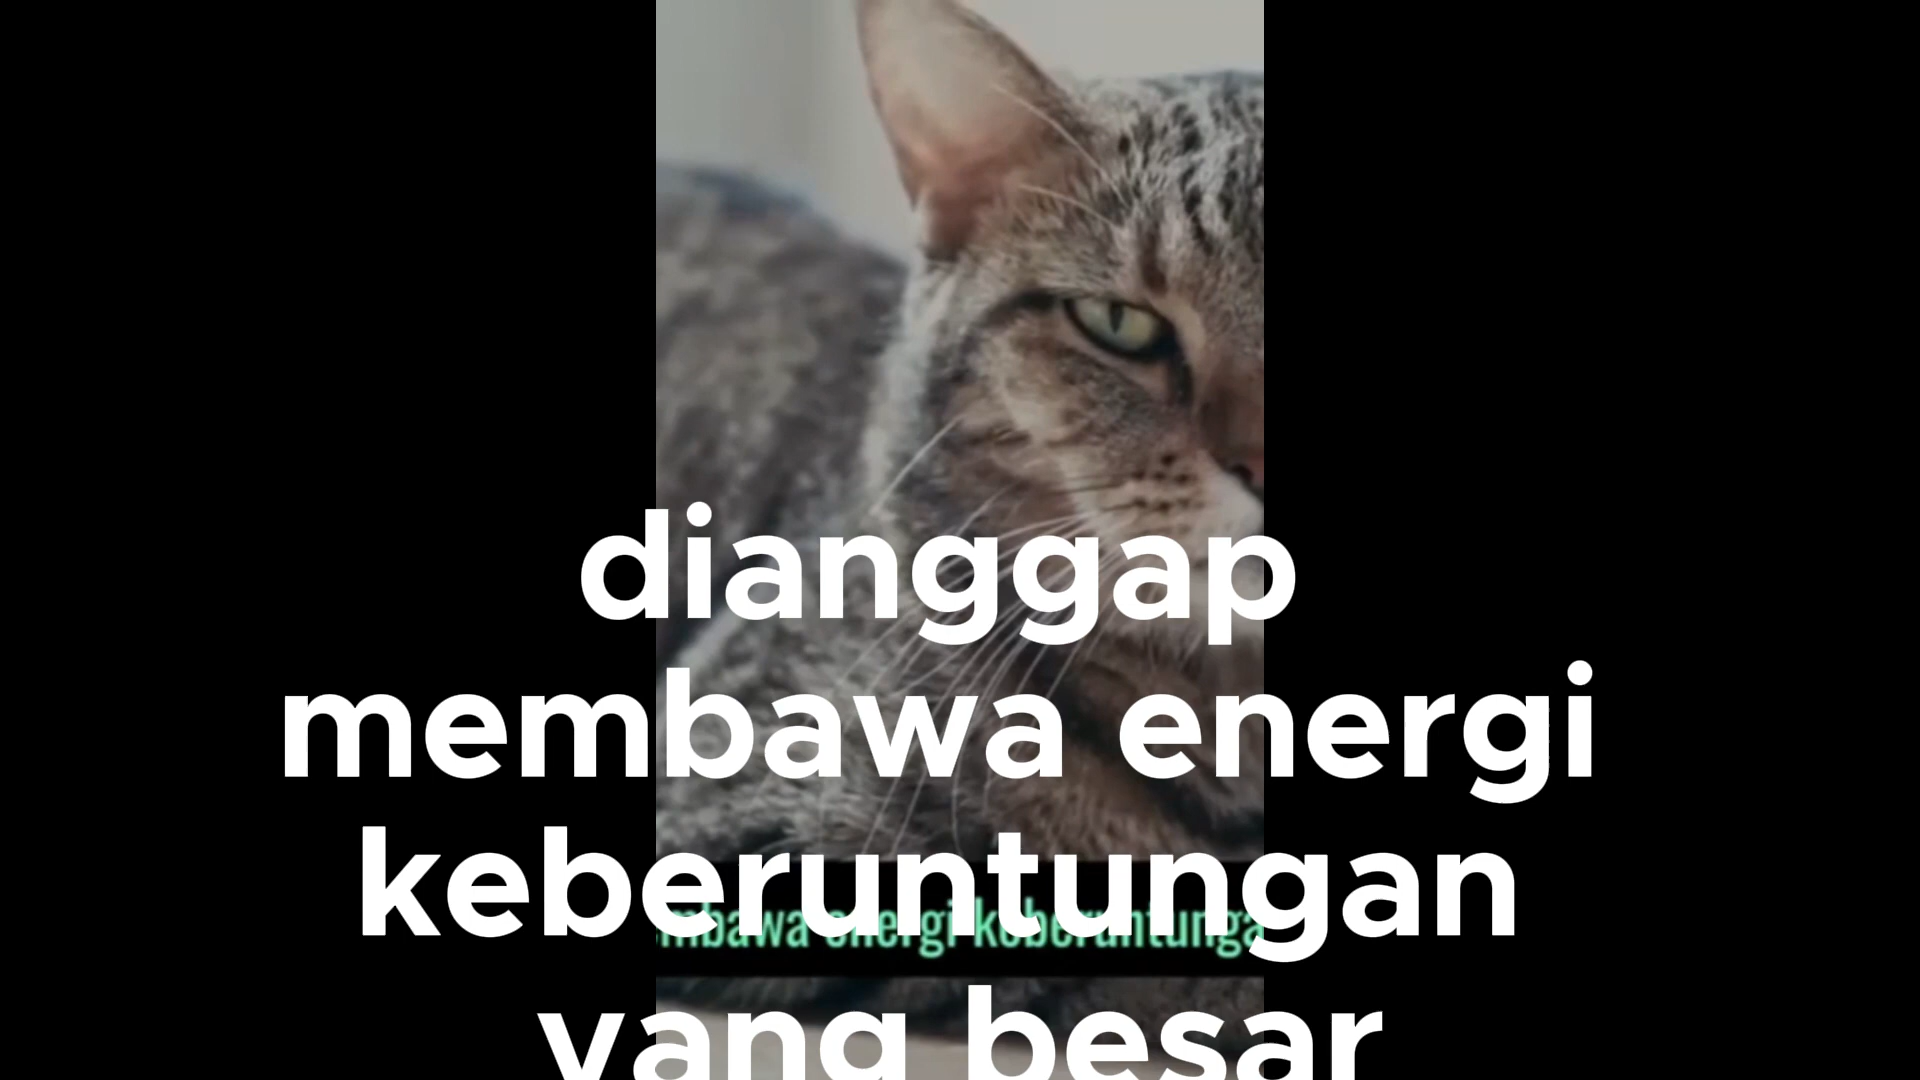 dianggap
membawa energi
keberuntungan
mbawa energi keberuntunga
yang besar